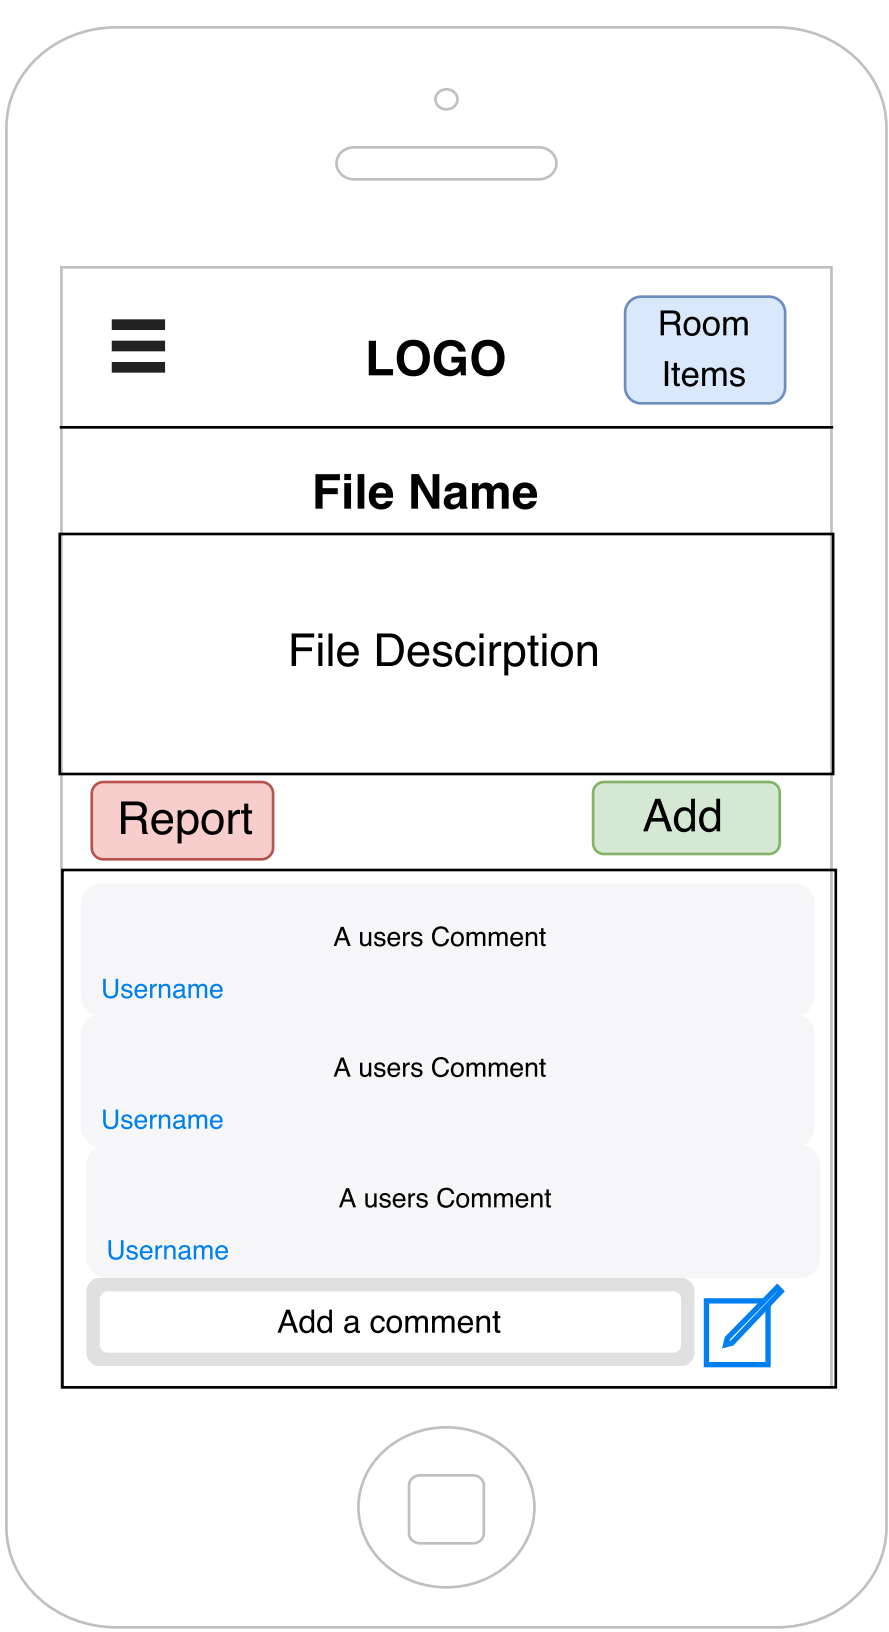 LOGO
Room
Items
File Name
File Descirption
Report
Add
A users Comment
Username
A users Comment
Username
A users Comment
Username
Add a comment